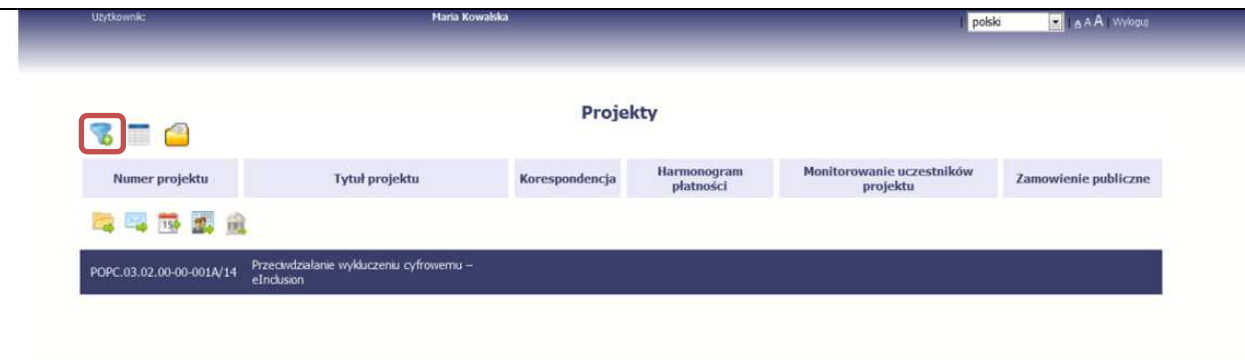 Użytkownik: Maria Kowalska | polski | A A A | Wyloguj
Projekty
Numer projektu Tytuł projektu Korespondencja Harmonogram płatności Monitorowanie uczestników projektu Zamowienie publiczne
15
POPC.03.02.00-00-001A/14 Przeciwdziałanie wykluczeniu cyfrowemu –
eInclusion